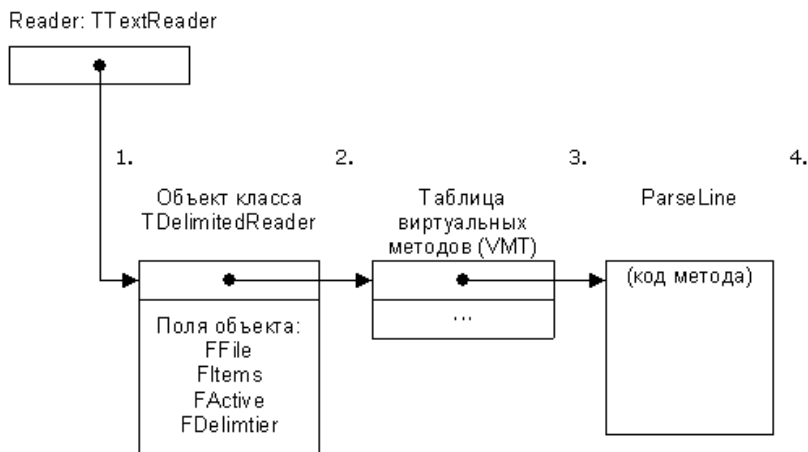 Reader: TTextReader
1.
2.
3.
4.
Объект класса
TDelimitedReader
Таблица
виртуальных
методов (VMT)
ParseLine
(код метода)
...
Поля объекта:
FFile
FItems
FActive
FDelimtier